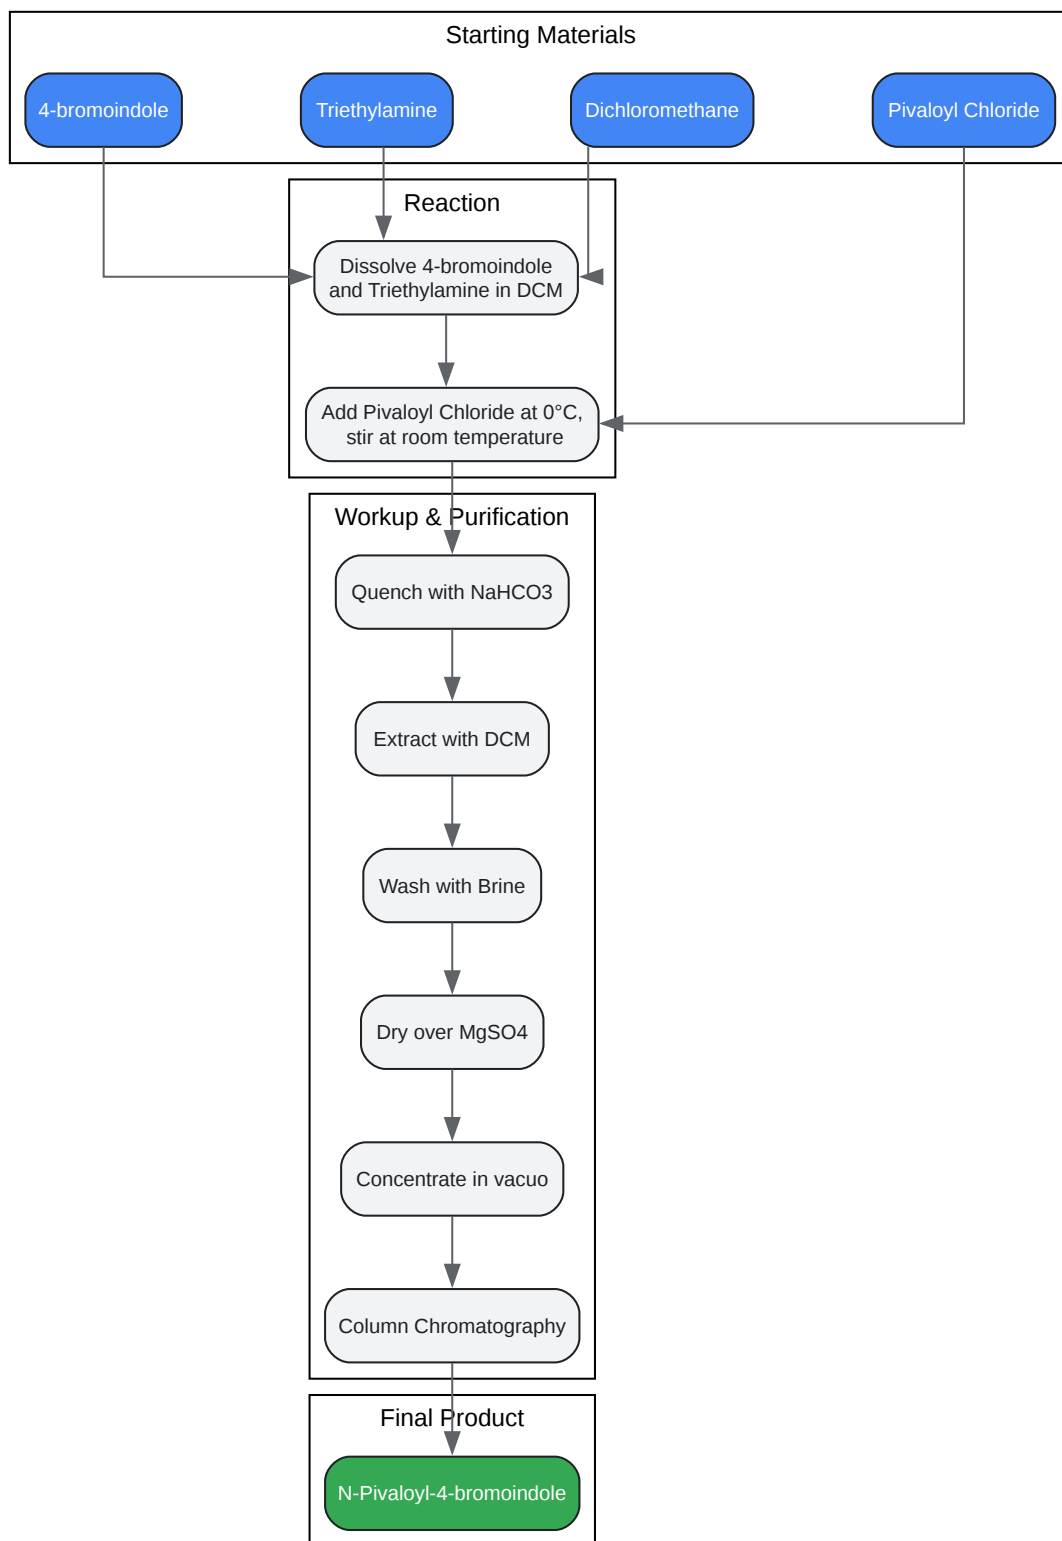 Starting Materials
4-bromoindole
Triethylamine
Dichloromethane
Pivaloyl Chloride
Reaction
Dissolve 4-bromoindole
and Triethylamine in DCM
Add Pivaloyl Chloride at 0°C,
stir at room temperature
Workup & Purification
Quench with NaHCO3
Extract with DCM
Wash with Brine
Dry over MgSO4
Concentrate in vacuo
Column Chromatography
Final Product
N-Pivaloyl-4-bromoindole